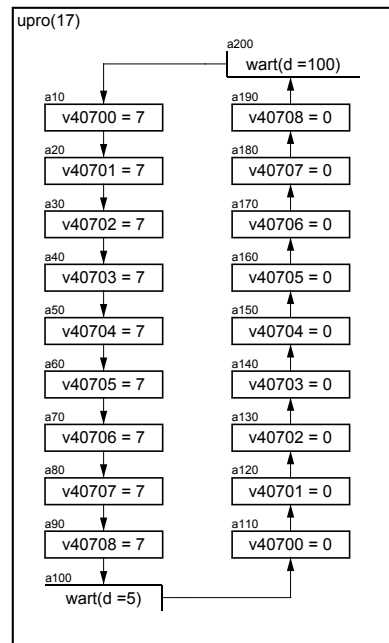 upro(17)
a200
wart(d =100)
a10
v40700 = 7
a20
v40701 = 7
a30
v40702 = 7
a40
v40703 = 7
a50
v40704 = 7
a60
v40705 = 7
a70
v40706 = 7
a80
v40707 = 7
a90
v40708 = 7
a100
wart(d =5)
a190
v40708 = 0
a180
v40707 = 0
a170
v40706 = 0
a160
v40705 = 0
a150
v40704 = 0
a140
v40703 = 0
a130
v40702 = 0
a120
v40701 = 0
a110
v40700 = 0